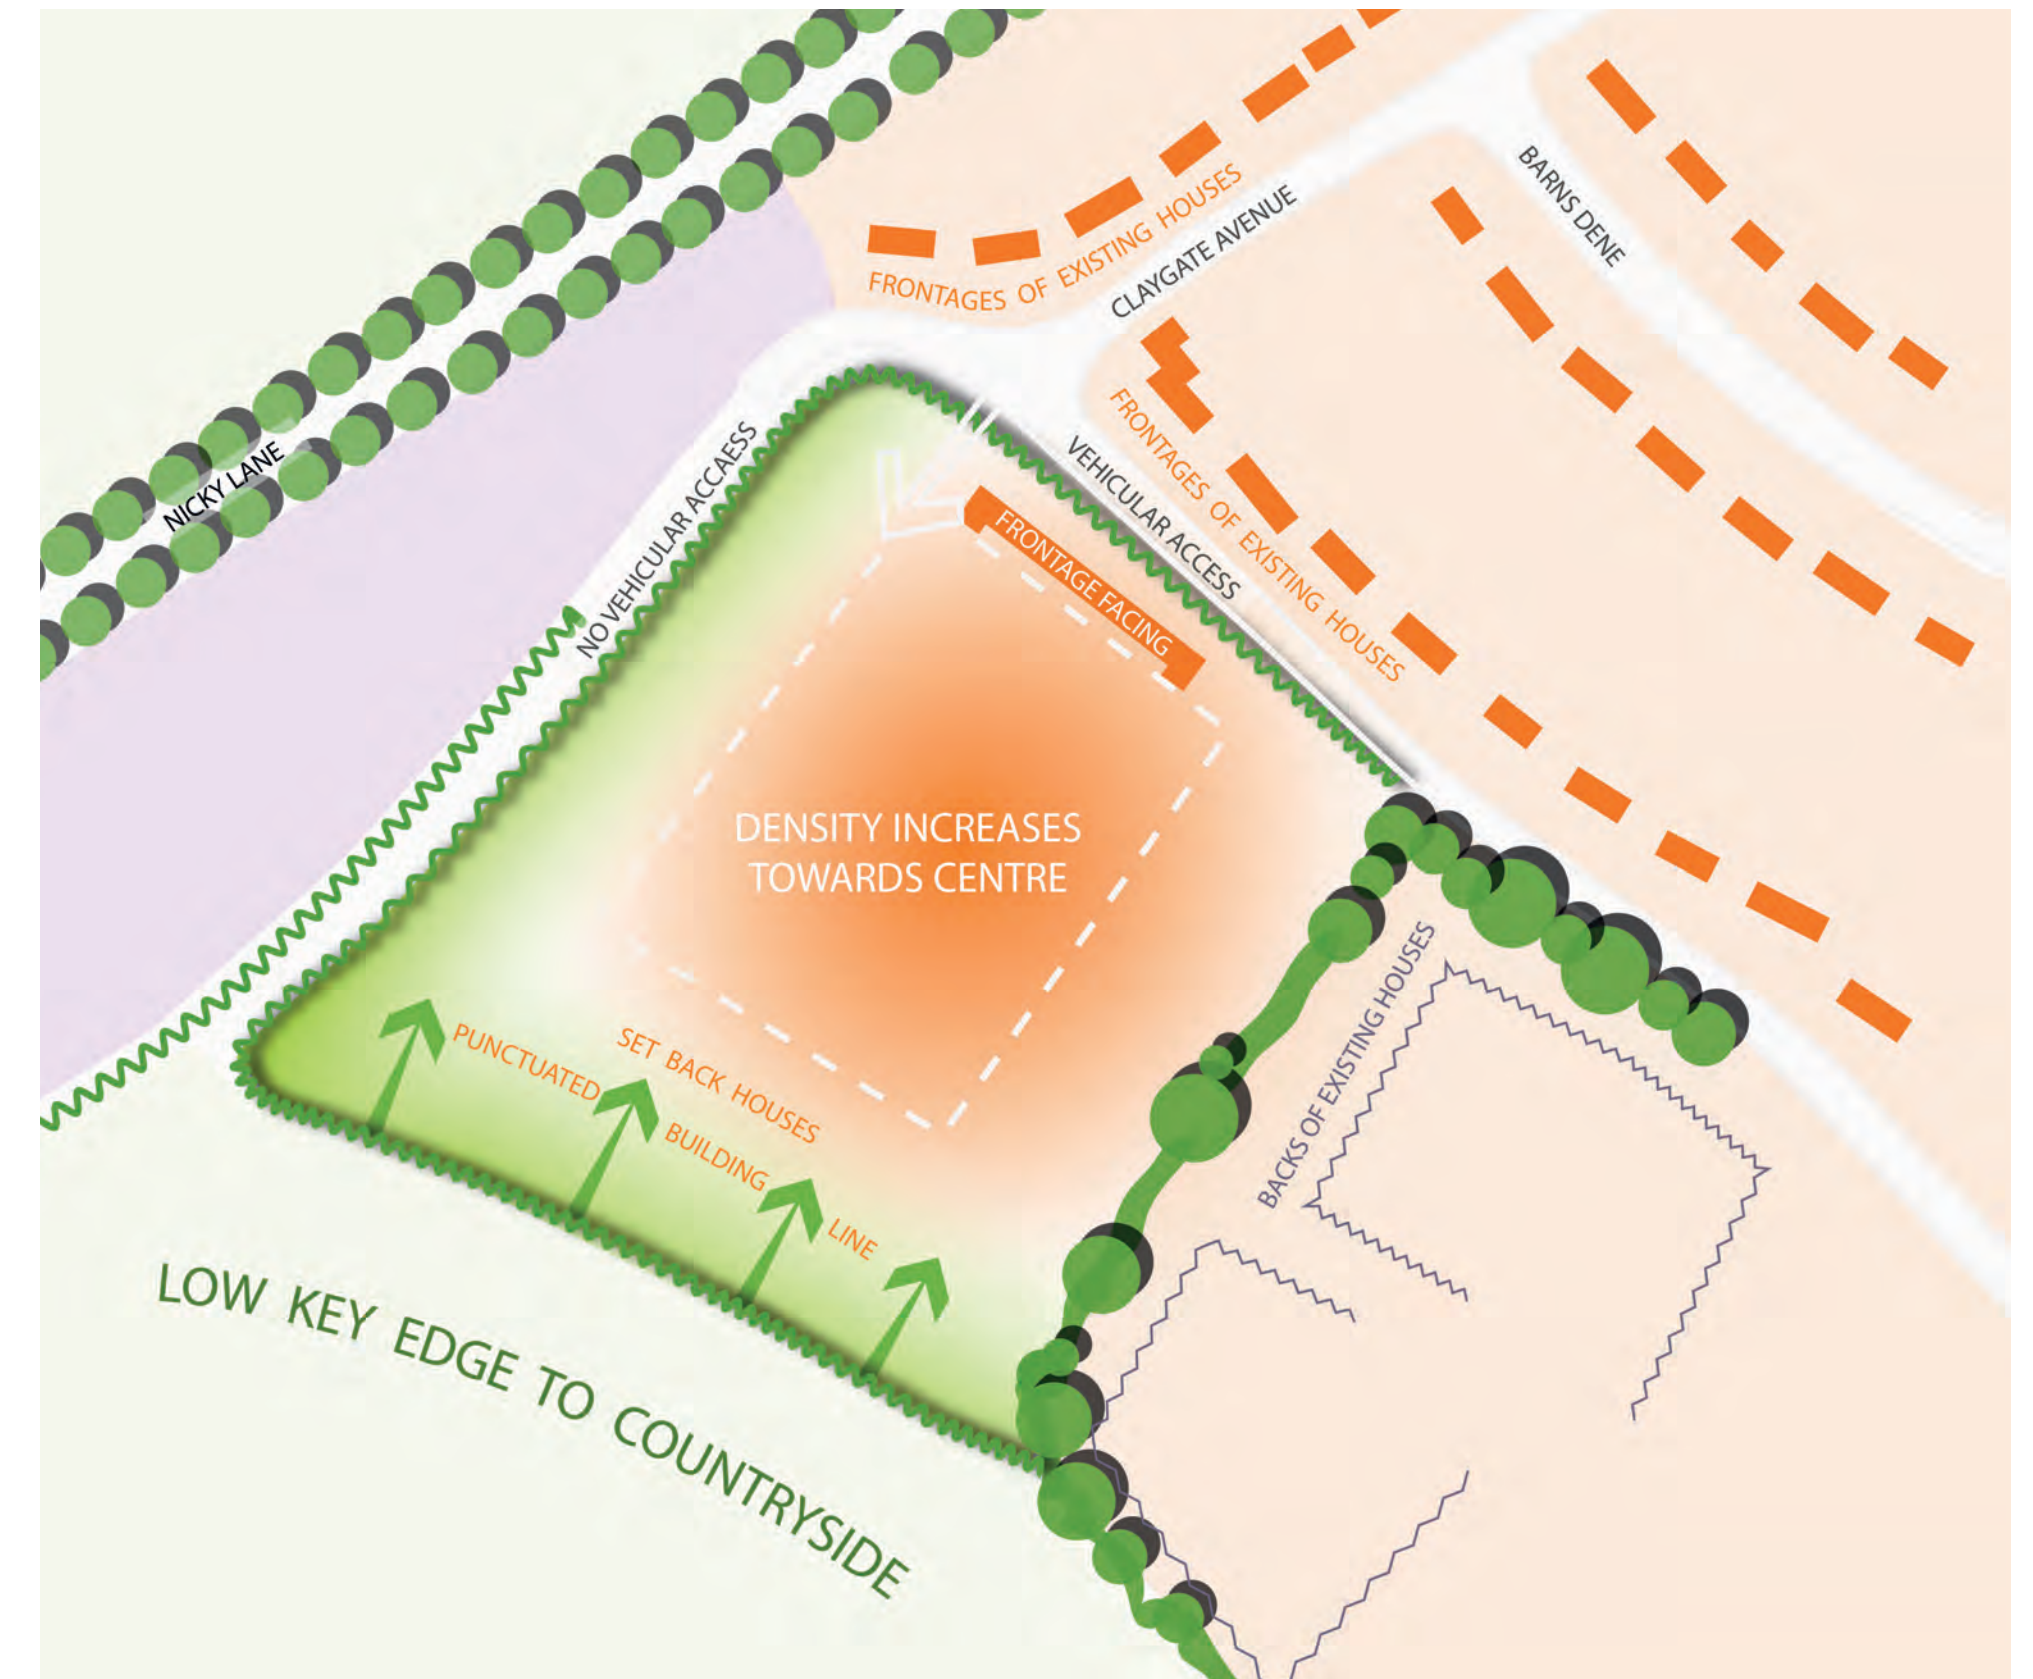 FRONTAGES OF EXISTING HOUSES
CLAYGATE AVENUE
BARNS DENE
NICKY LANE
NO VEHICULAR ACCAESS
VEHICULAR ACCESS
FRONTAGES OF EXISTING HOUSES
FRONTAGE FACING
DENSITY INCREASES
TOWARDS CENTRE
BACKS OF EXISTING HOUSES
SET BACK HOUSES
PUNCTUATED BUILDING LINE
LOW KEY EDGE TO COUNTRYSIDE